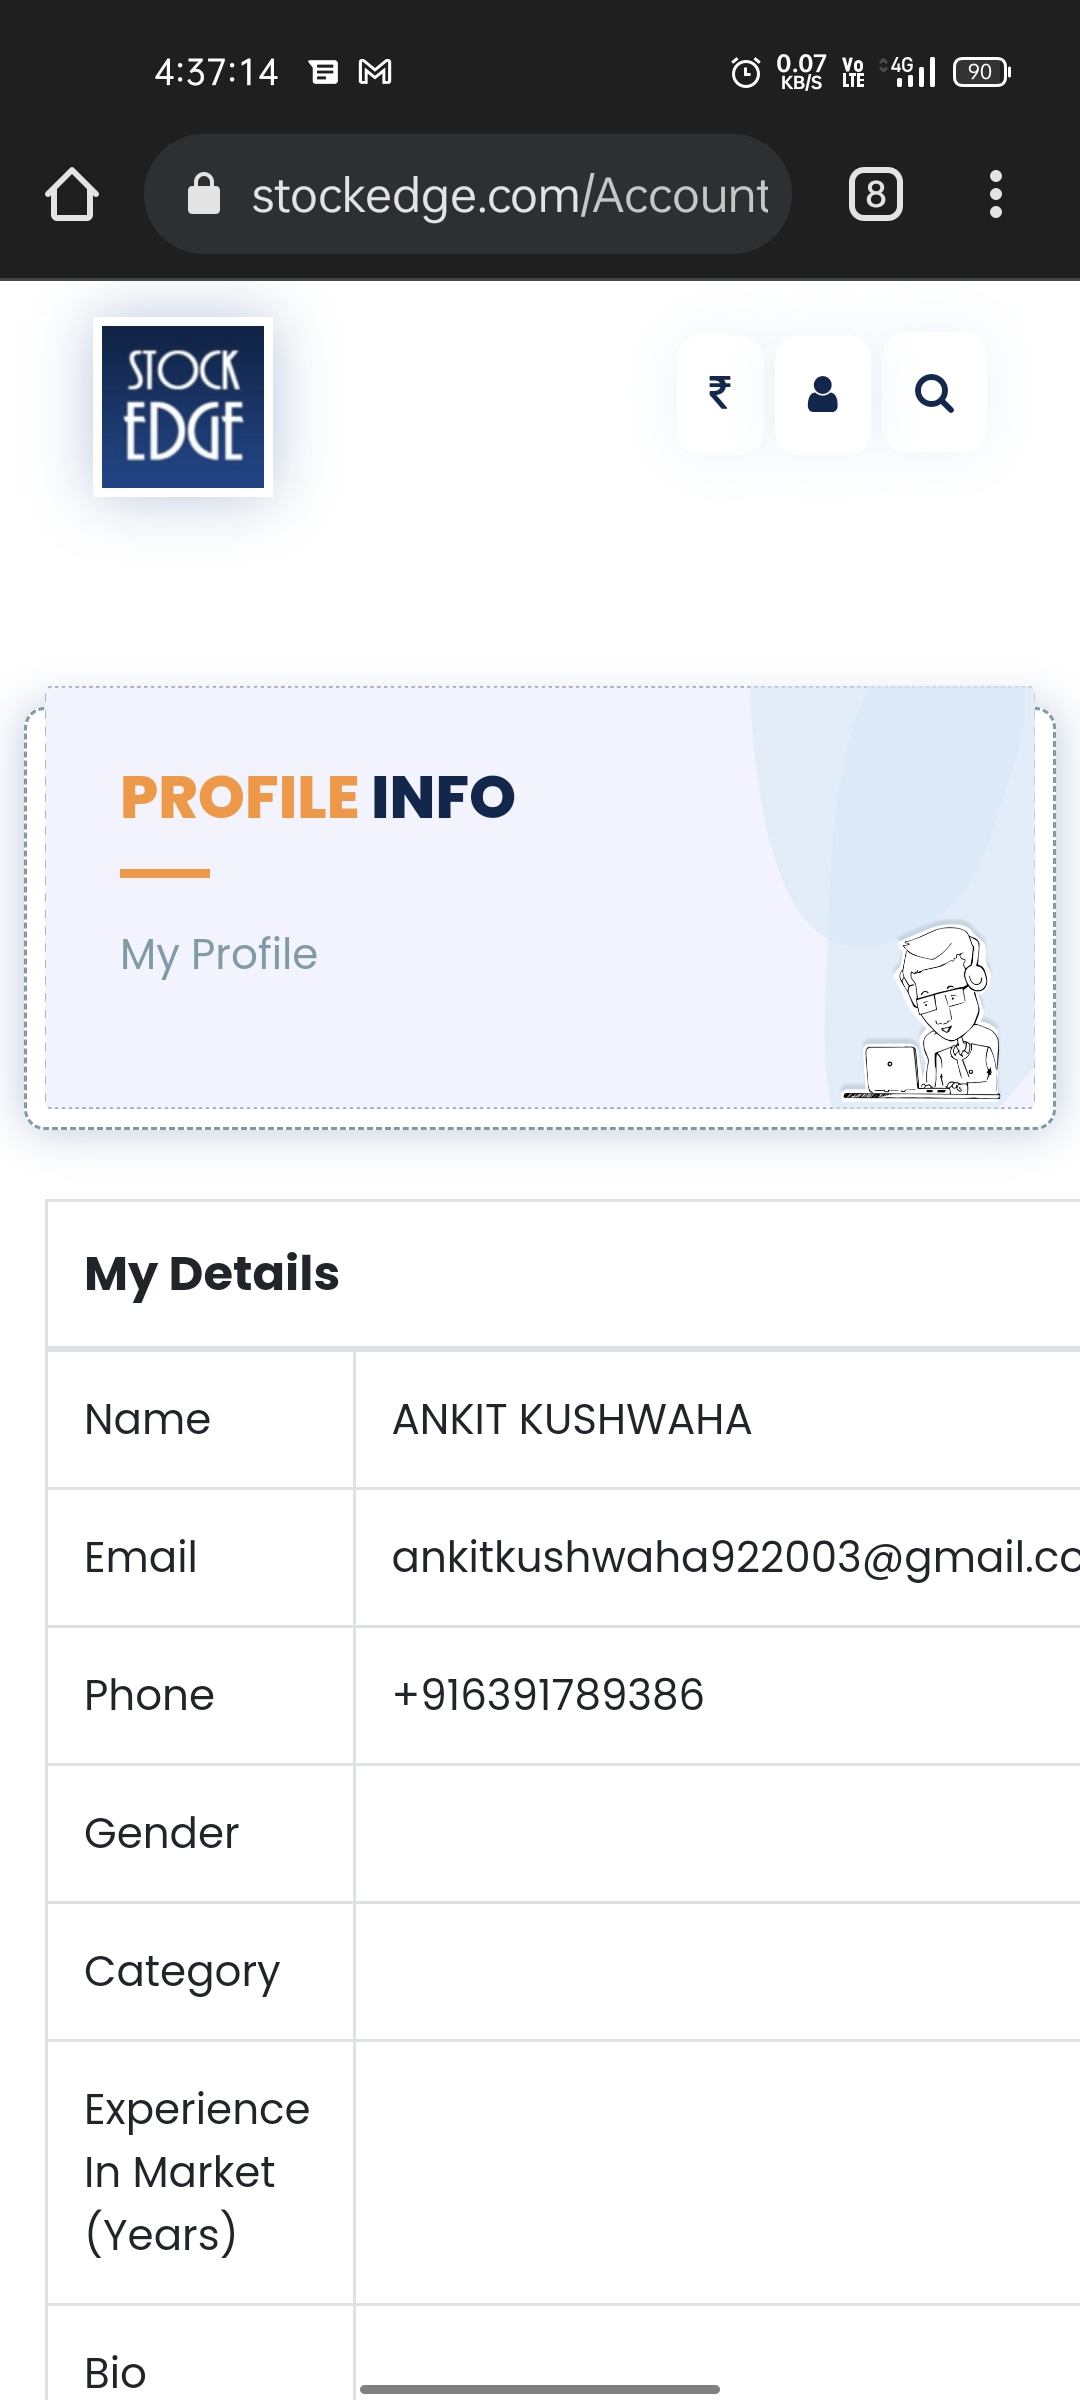 4:37:14
0.07
KB/S
Vo
LTE
4G
90
stockedge.com/Account
8
STOCK
EDGE
₹
PROFILE INFO
My Profile
My Details
Name
ANKIT KUSHWAHA
Email
ankitkushwaha922003@gmail.co
Phone
+916391789386
Gender
Category
Experience
In Market
(Years)
Bio